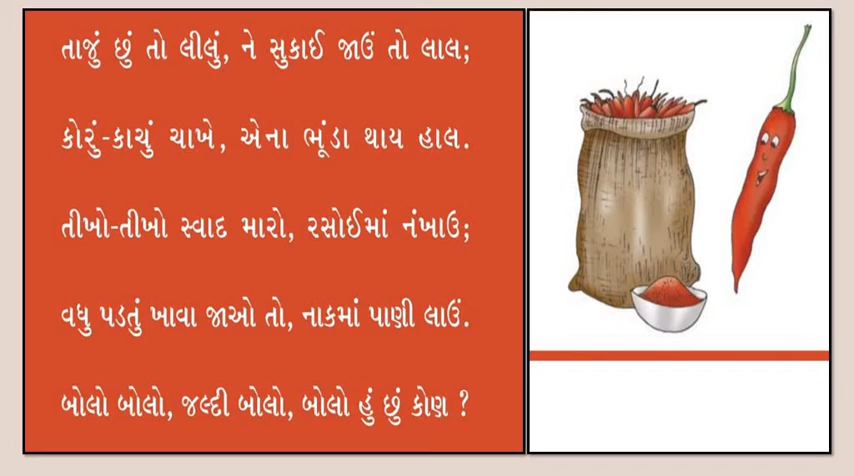 તાજું છું તો લીલું, ને સુકાઈ જાઉં તો લાલ;
કોરું-કાચું ચાખે, એના ભૂંડા થાય હાલ.
તીખો-તીખો સ્વાદ મારો, રસોઈમાં નંખાઉ;
વધુ પડતું ખાવા જાઓ તો, નાકમાં પાણી લાઉં.
બોલો બોલો, જલ્દી બોલો, બોલો હું છું કોણ ?